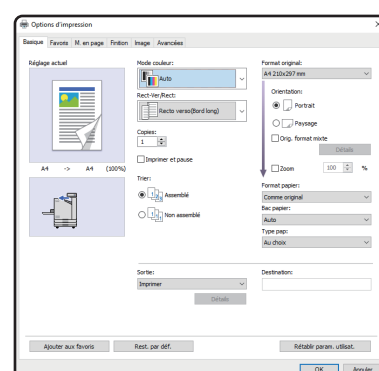 Options d'impression
Basique Favoris M. en page Finition Image Avancées
Réglage actuel
A4 -> A4 (100%)
Mode couleur:
Auto
Rect-Ver/Rect:
Recto verso(Bord long)
Copies:
1
Imprimer et pause
Trier:
Assemblé
Non assemblé
Format original:
A4 210x297 mm
Orientation:
Portrait
Paysage
Orig. format mixte
Détails
Zoom 100 %
Format papier:
Comme original
Bac papier:
Auto
Type pap:
Au choix
Sortie:
Imprimer
Détails
Destination:
Ajouter aux favoris Rest. par déf. Rétablir param. utilisat.
OK Annuler